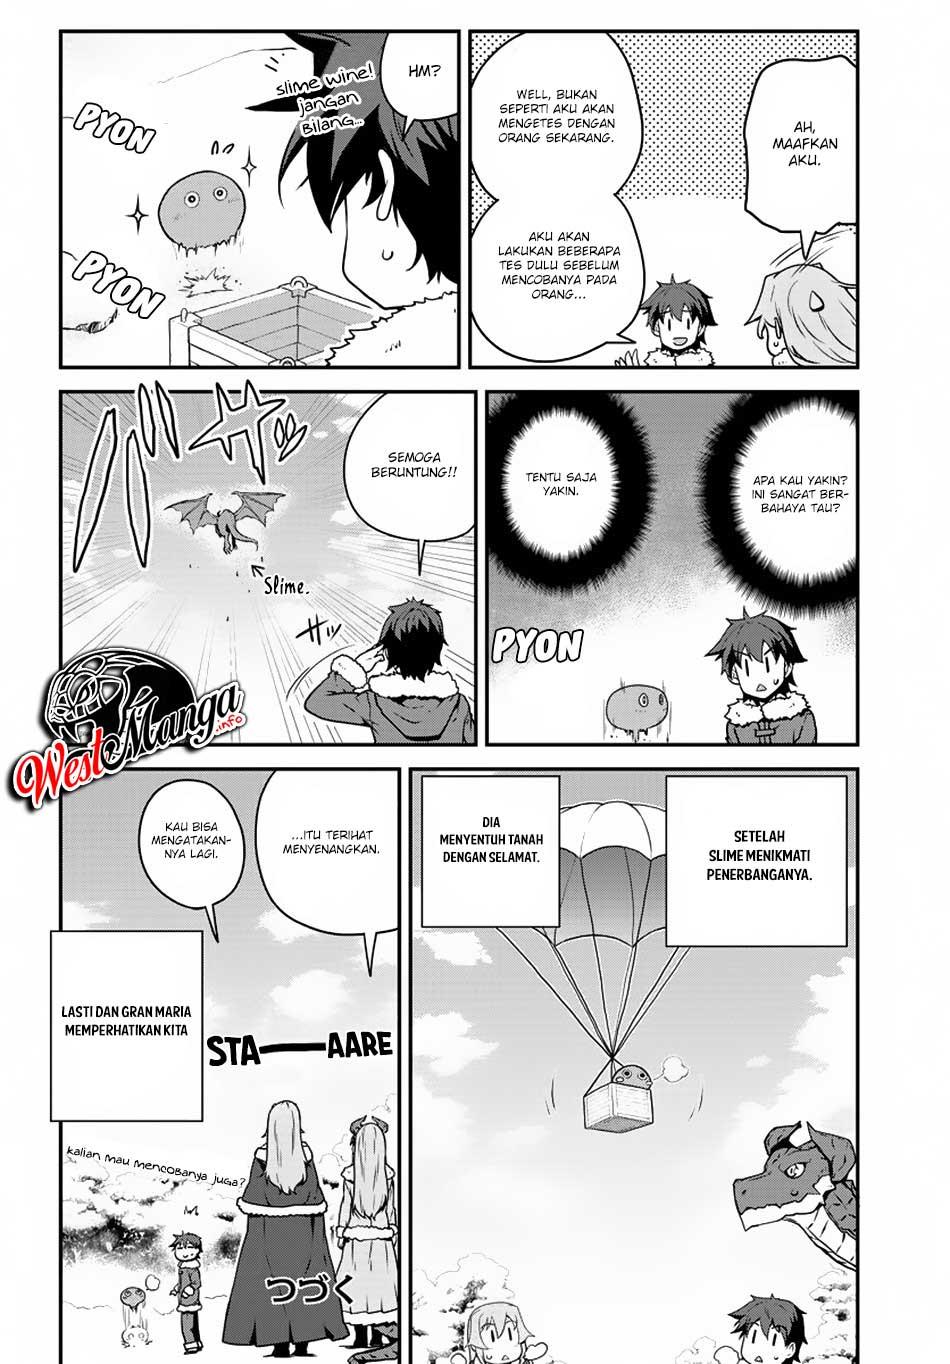 AH,
MAAFKAN
AKU.
WELL, BUKAN
SEPERTI AKU AKAN
MENGETES DENGAN
ORANG SEKARANG.
AKU AKAN
LAKUKAN BEBERAPA
TES DULU SEBELUM
MENCOBANYA PADA
ORANG...
HM?
slime wine!
jangan
Bilang...
PYON
PYON
APA KAU YAKIN?
INI SANGAT BER-
BAHAYA TAU?
TENTU SAJA
YAKIN.
PYON
SEMOGA
BERUNTUNG!!
Slime.
WestManga
.info
SETELAH
SLIME MENIKMATI
PENERBANGANYA.
DIA
MENYENTUH TANAH
DENGAN SELAMAT.
...ITU TERIHAT
MENYENANGKAN.
KAU BISA
MENGATAKAN-
NYA LAGI.
LASTI DAN GRAN MARIA
MEMPERHATIKAN KITA
STA—AARE
kalian mau mencobanya juga?
つづく